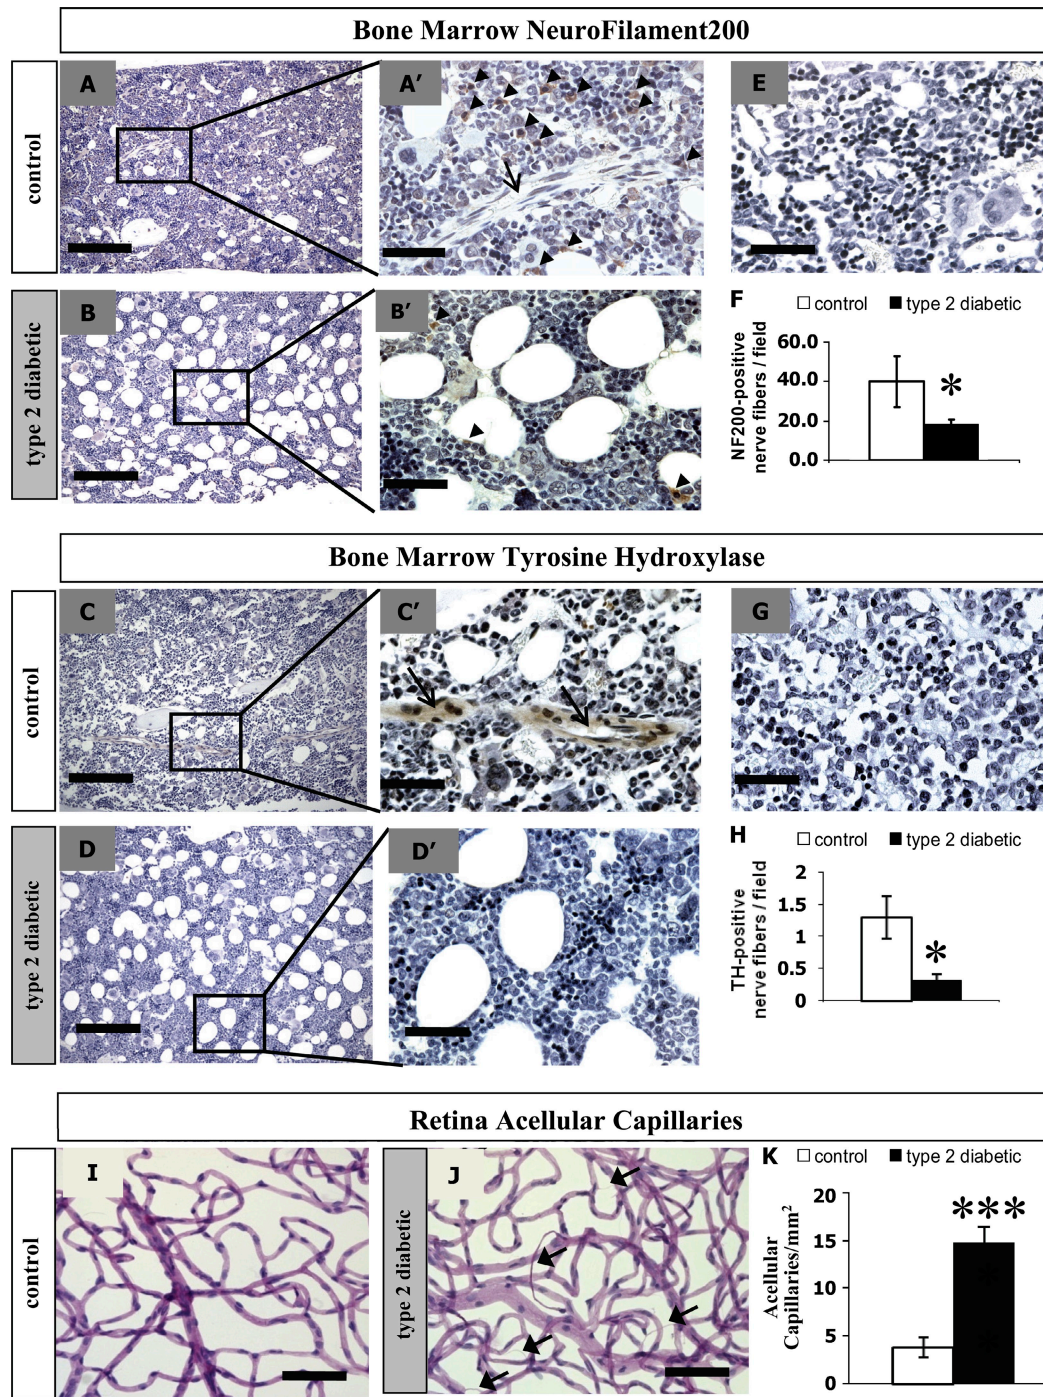 Bone Marrow NeuroFilament200
control
A
A′
E
type 2 diabetic
B
B′
F
control
type 2 diabetic
NF200-positive
nerve fibers / field
60.0
40.0
20.0
0.0
*
Bone Marrow Tyrosine Hydroxylase
control
C
C′
G
type 2 diabetic
D
D′
H
control
type 2 diabetic
TH-positive
nerve fibers / field
2
1.5
1
0.5
0
*
Retina Acellular Capillaries
control
I
type 2 diabetic
J
K
control
type 2 diabetic
Acellular
Capillaries/mm²
20
15
10
5
0
***